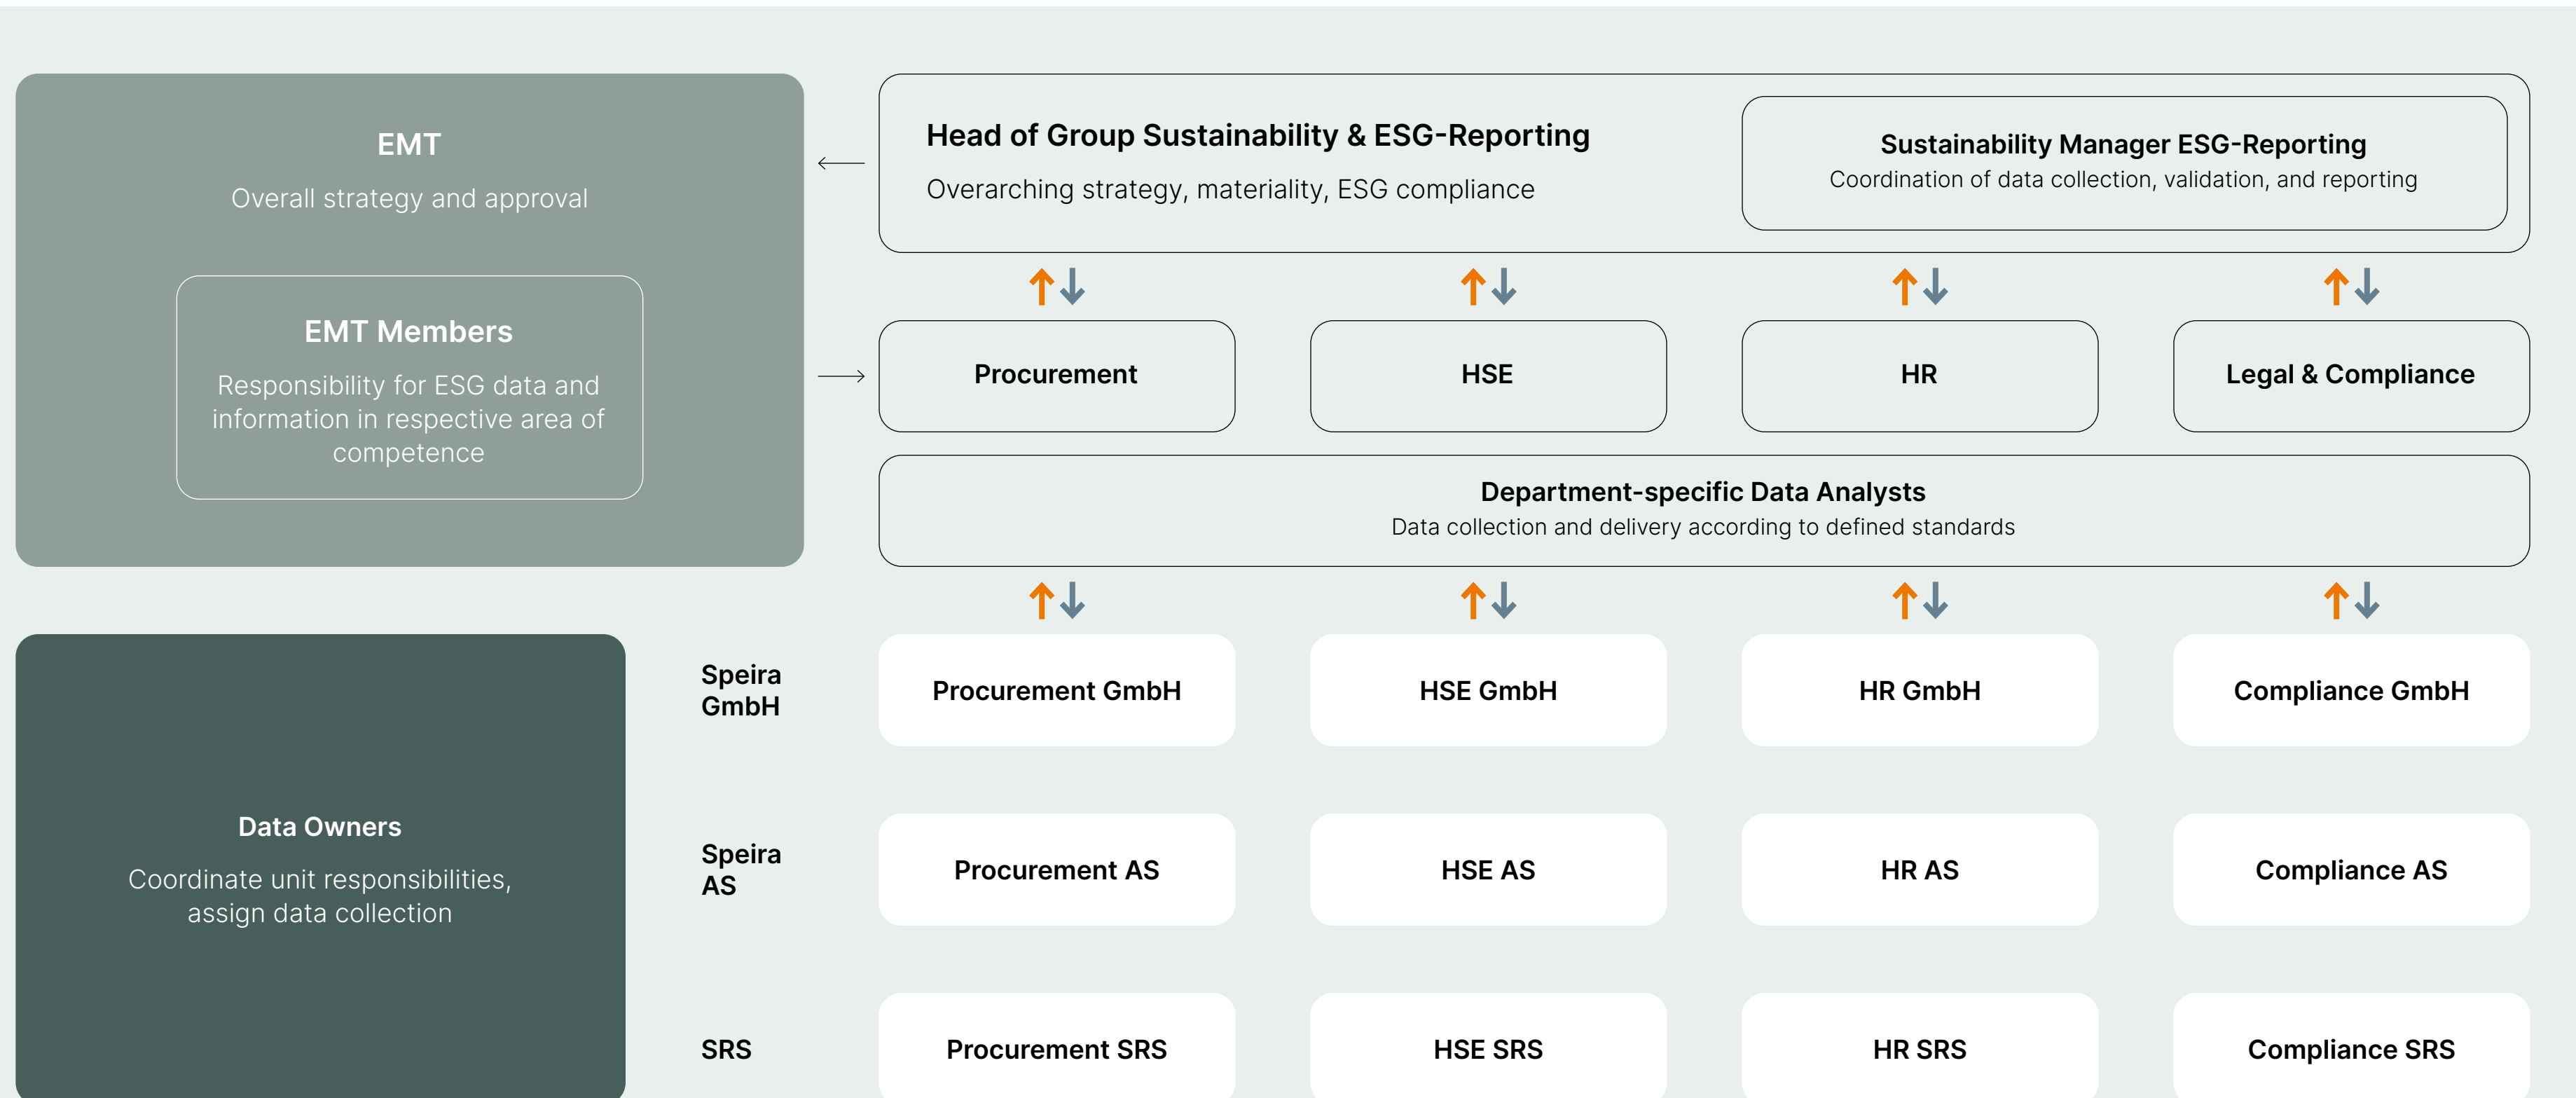 EMT
Overall strategy and approval
EMT Members
Responsibility for ESG data and
information in respective area of
competence
Head of Group Sustainability & ESG-Reporting
Overarching strategy, materiality, ESG compliance
Sustainability Manager ESG-Reporting
Coordination of data collection, validation, and reporting
Procurement
HSE
HR
Legal & Compliance
Department-specific Data Analysts
Data collection and delivery according to defined standards
Data Owners
Coordinate unit responsibilities,
assign data collection
Speira
GmbH
Procurement GmbH
HSE GmbH
HR GmbH
Compliance GmbH
Speira
AS
Procurement AS
HSE AS
HR AS
Compliance AS
SRS
Procurement SRS
HSE SRS
HR SRS
Compliance SRS